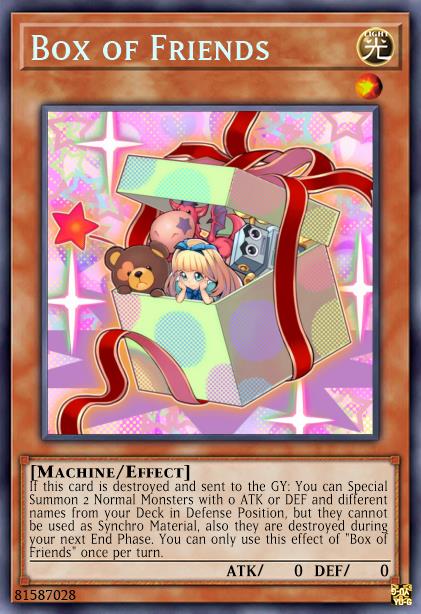 Box of Friends
LIGHT
光
[Machine/Effect]
If this card is destroyed and sent to the GY: You can Special
Summon 2 Normal Monsters with 0 ATK or DEF and different
names from your Deck in Defense Position, but they cannot
be used as Synchro Material, also they are destroyed during
your next End Phase. You can only use this effect of "Box of
Friends" once per turn.
ATK/ 0 DEF/ 0
81587028